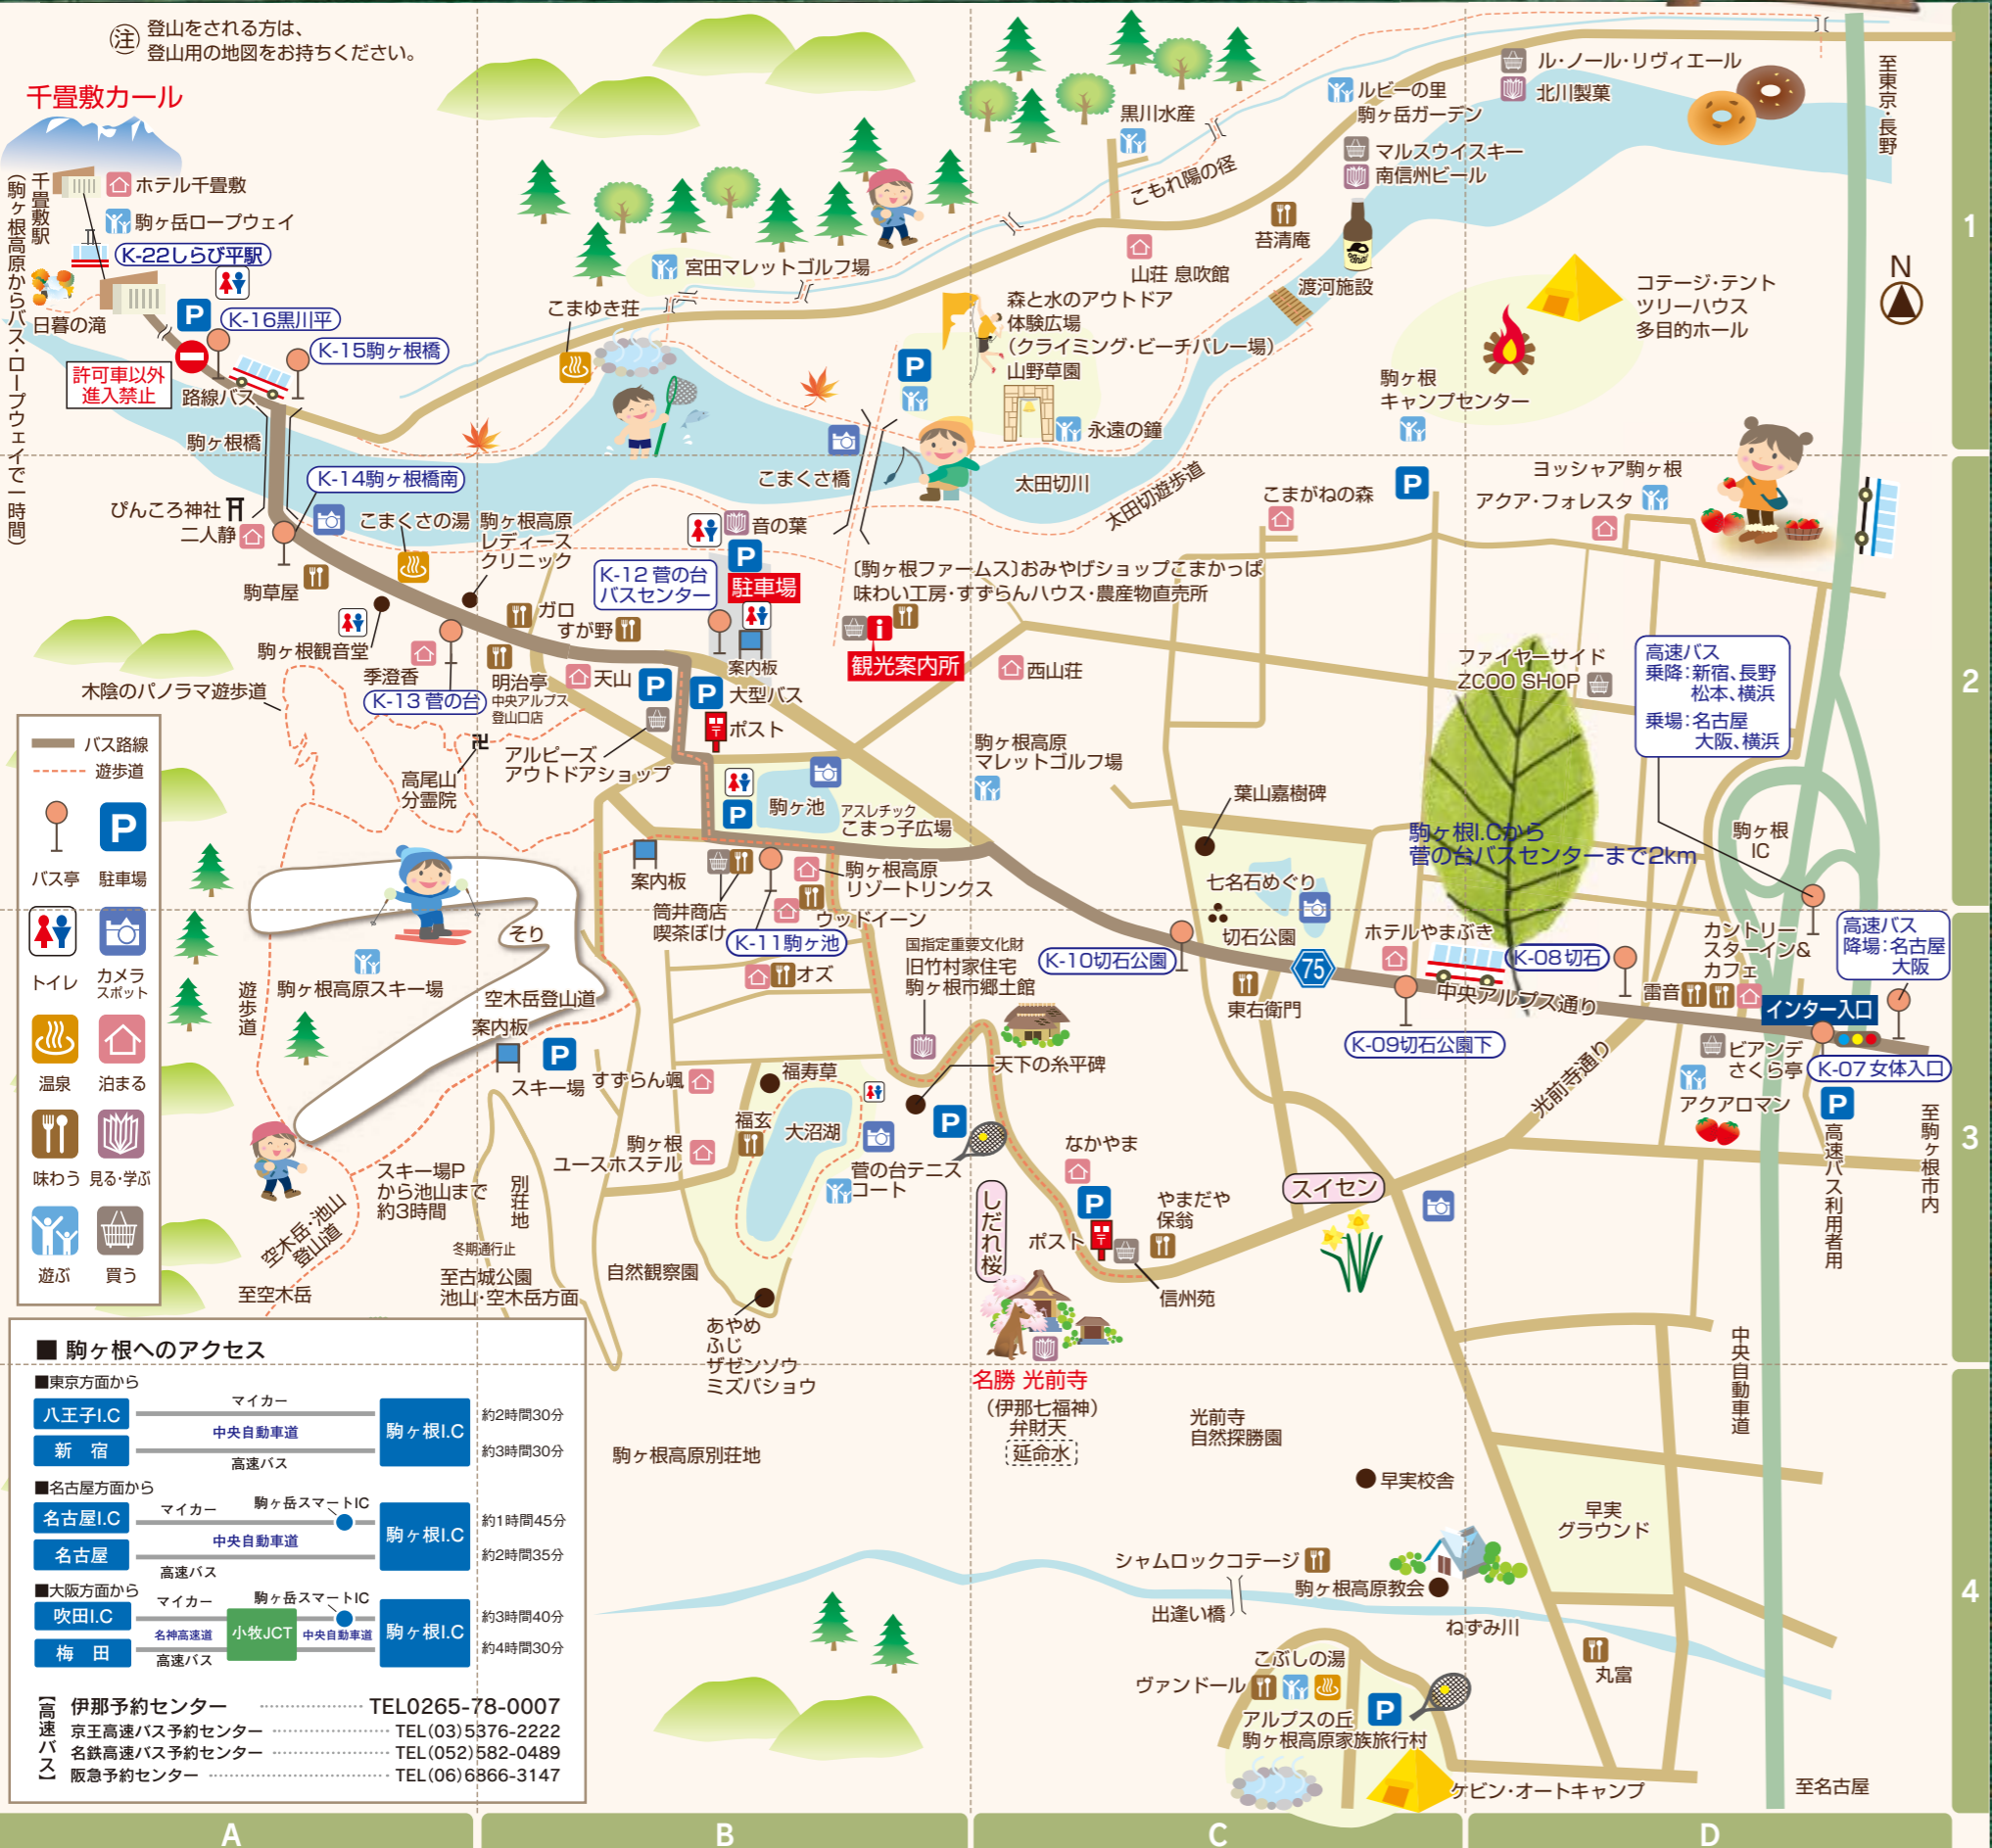 注 登山をされる方は、
登山用の地図をお持ちください。
千畳敷カール
千畳敷駅
(駒ヶ根高原からバス・ロープウェイで一時間)
ホテル千畳敷
駒ヶ岳ロープウェイ
K-22しらび平駅
日暮の滝
P
K-16黒川平
K-15駒ヶ根橋
許可車以外
進入禁止
路線バス
駒ヶ根橋
宮田マレットゴルフ場
こまゆき荘
黒川水産
こもれ陽の径
ルビーの里
駒ヶ岳ガーデン
マルスウイスキー
南信州ビール
ル・ノール・リヴィエール
北川製菓
至東京・長野
苔清庵
山荘 息吹館
渡河施設
森と水のアウトドア
体験広場
(クライミング・ビーチバレー場)
山野草園
永遠の鐘
P
コテージ・テント
ツリーハウス
多目的ホール
N
駒ヶ根
キャンプセンター
1
K-14駒ヶ根橋南
ぴんころ神社
二人静
こまくさの湯
駒ヶ根高原
レディース
クリニック
駒草屋
駒ヶ根観音堂
季澄香
K-13 菅の台
木陰のパノラマ遊歩道
高尾山
分霊院
こまくさ橋
太田切川
太田切遊歩道
音の葉
P
K-12 菅の台
バスセンター
駐車場
案内板
ガロ
すが野
明治亭
中央アルプス
登山口店
天山
P
P
大型バス
ポスト
アルピーズ
アウトドアショップ
〔駒ヶ根ファームス〕おみやげショップこまかっぱ
味わい工房・すずらんハウス・農産物直売所
観光案内所
西山荘
駒ヶ根高原
マレットゴルフ場
こまがねの森
P
ヨッシャア駒ヶ根
アクア・フォレスタ
ファイヤーサイド
ZCOO SHOP
高速バス
乗降:新宿、長野
松本、横浜
乗場:名古屋
大阪、横浜
駒ヶ根
IC
駒ヶ根I.Cから
菅の台バスセンターまで2km
2
P
駒ヶ池
アスレチック
こまっ子広場
案内板
筒井商店
喫茶ぼけ
K-11駒ヶ池
駒ヶ根高原
リゾートリンクス
ウッドイーン
オズ
葉山嘉樹碑
七名石めぐり
切石公園
K-10切石公園
75
東右衛門
ホテルやまぶき
K-09切石公園下
K-08切石
中央アルプス通り
カントリー
スターイン&
カフェ
雷音
インター入口
高速バス
降場:名古屋
大阪
K-07女体入口
ビアンデ
さくら亭
アクアロマン
P
高速バス利用者用
至駒ヶ根市内
光前寺通り
国指定重要文化財
旧竹村家住宅
駒ヶ根市郷土館
天下の糸平碑
そり
駒ヶ根高原スキー場
遊歩道
空木岳登山道
案内板
P
スキー場
すずらん颯
福寿草
福玄
大沼湖
駒ヶ根
ユースホステル
P
菅の台テニス
コート
スキー場P
から池山まで
約3時間
空木岳・池山
登山道
至空木岳
別荘地
冬期通行止
至古城公園
池山・空木岳方面
自然観察園
あやめ
ふじ
ザゼンソウ
ミズバショウ
なかやま
P
ポスト
やまだや
保翁
信州苑
スイセン
しだれ桜
3
名勝 光前寺
(伊那七福神)
弁財天
延命水
光前寺
自然探勝園
駒ヶ根高原別荘地
早実校舎
早実
グラウンド
中央自動車道
シャムロックコテージ
駒ヶ根高原教会
出逢い橋
ねずみ川
丸富
こぶしの湯
ヴァンドール
P
アルプスの丘
駒ヶ根高原家族旅行村
ケビン・オートキャンプ
至名古屋
4
バス路線
遊歩道
バス亭
P
駐車場
トイレ
カメラ
スポット
温泉
泊まる
味わう
見る・学ぶ
遊ぶ
買う
■ 駒ヶ根へのアクセス
■東京方面から
八王子I.C
マイカー
中央自動車道
新 宿
高速バス
駒ヶ根I.C
約2時間30分
約3時間30分
■名古屋方面から
名古屋I.C
マイカー
駒ヶ岳スマートIC
中央自動車道
名古屋
高速バス
駒ヶ根I.C
約1時間45分
約2時間35分
■大阪方面から
吹田I.C
マイカー
駒ヶ岳スマートIC
名神高速道
小牧JCT
中央自動車道
梅 田
高速バス
駒ヶ根I.C
約3時間40分
約4時間30分
【高速バス】
伊那予約センター TEL0265-78-0007
京王高速バス予約センター TEL(03)5376-2222
名鉄高速バス予約センター TEL(052)582-0489
阪急予約センター TEL(06)6866-3147
A
B
C
D